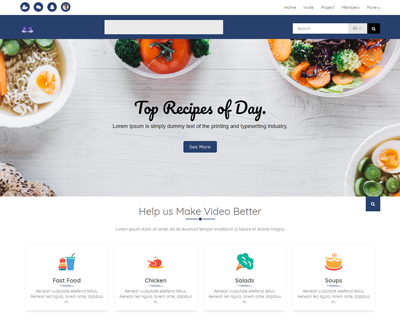 Home Invite Project Members More
Search
All
Top Recipes of Day.
Lorem Ipsum is simply dummy text of the printing and typesetting industry.
See More
Help us Make Video Better
Lorem ipsum dolor sit amet, ed do eiusmod tempor incididunt ut labore et dolore magna.
Fast Food
Aenean vulputate eleifend tellus. Aenean leo ligula, lorem ante, dapibus in.
Chicken
Aenean vulputate eleifend tellus. Aenean leo ligula, lorem ante, dapibus in.
Salads
Aenean vulputate eleifend tellus. Aenean leo ligula, lorem ante, dapibus in.
Soups
Aenean vulputate eleifend tellus. Aenean leo ligula, lorem ante, dapibus in.